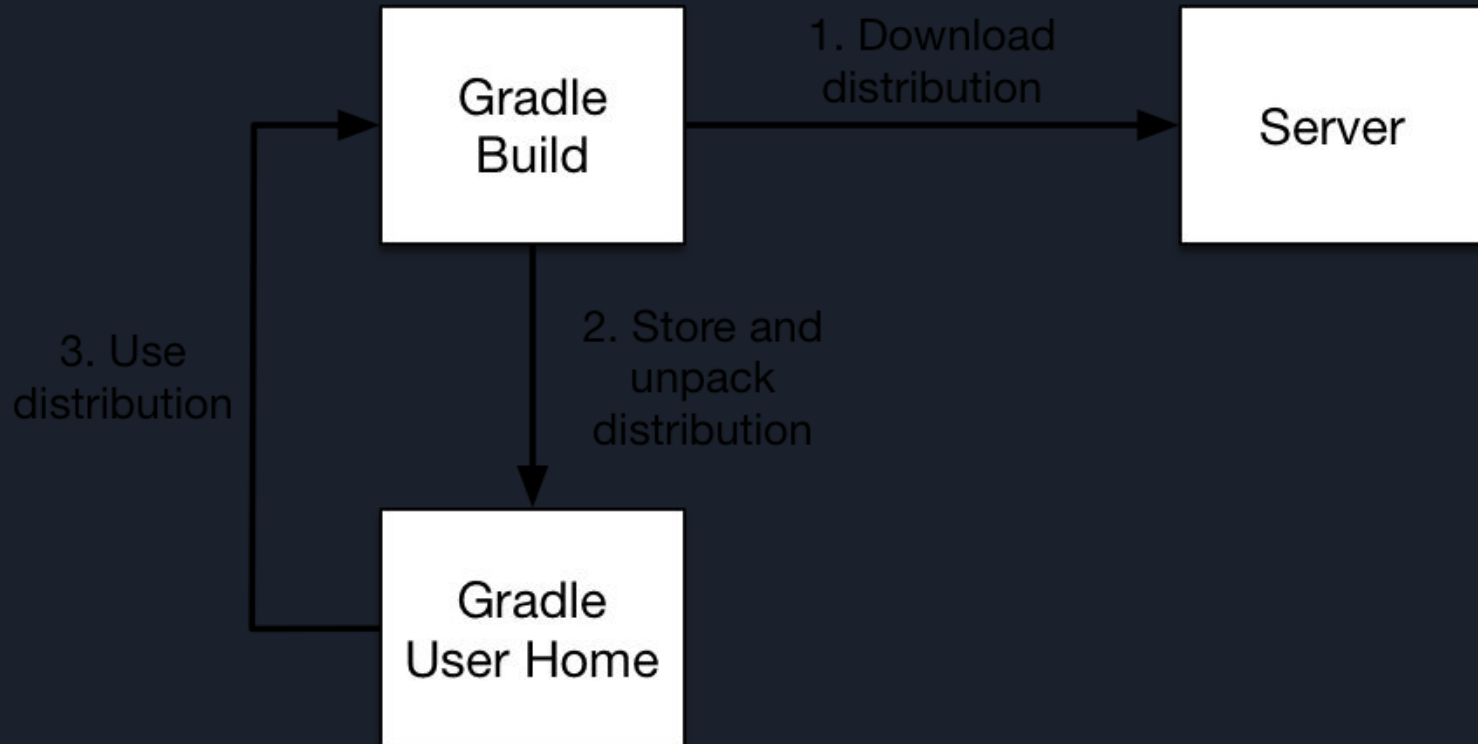 Gradle
Build
1. Download
distribution
Server
2. Store and
unpack
distribution
3. Use
distribution
Gradle
User Home